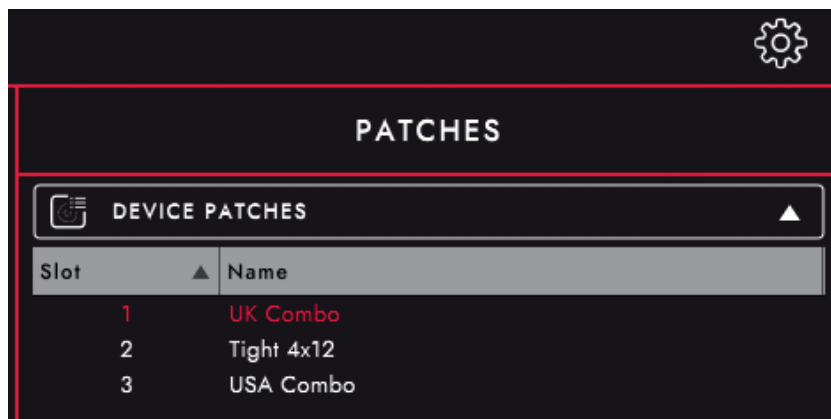 PATCHES
DEVICE PATCHES
Slot Name
1 UK Combo
2 Tight 4x12
3 USA Combo